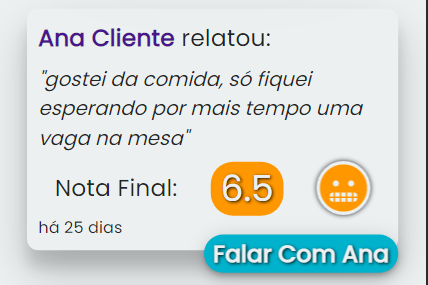 Ana Cliente relatou:
"gostei da comida, só fiquei
esperando por mais tempo uma
vaga na mesa"
Nota Final: 6.5
há 25 dias
Falar Com Ana